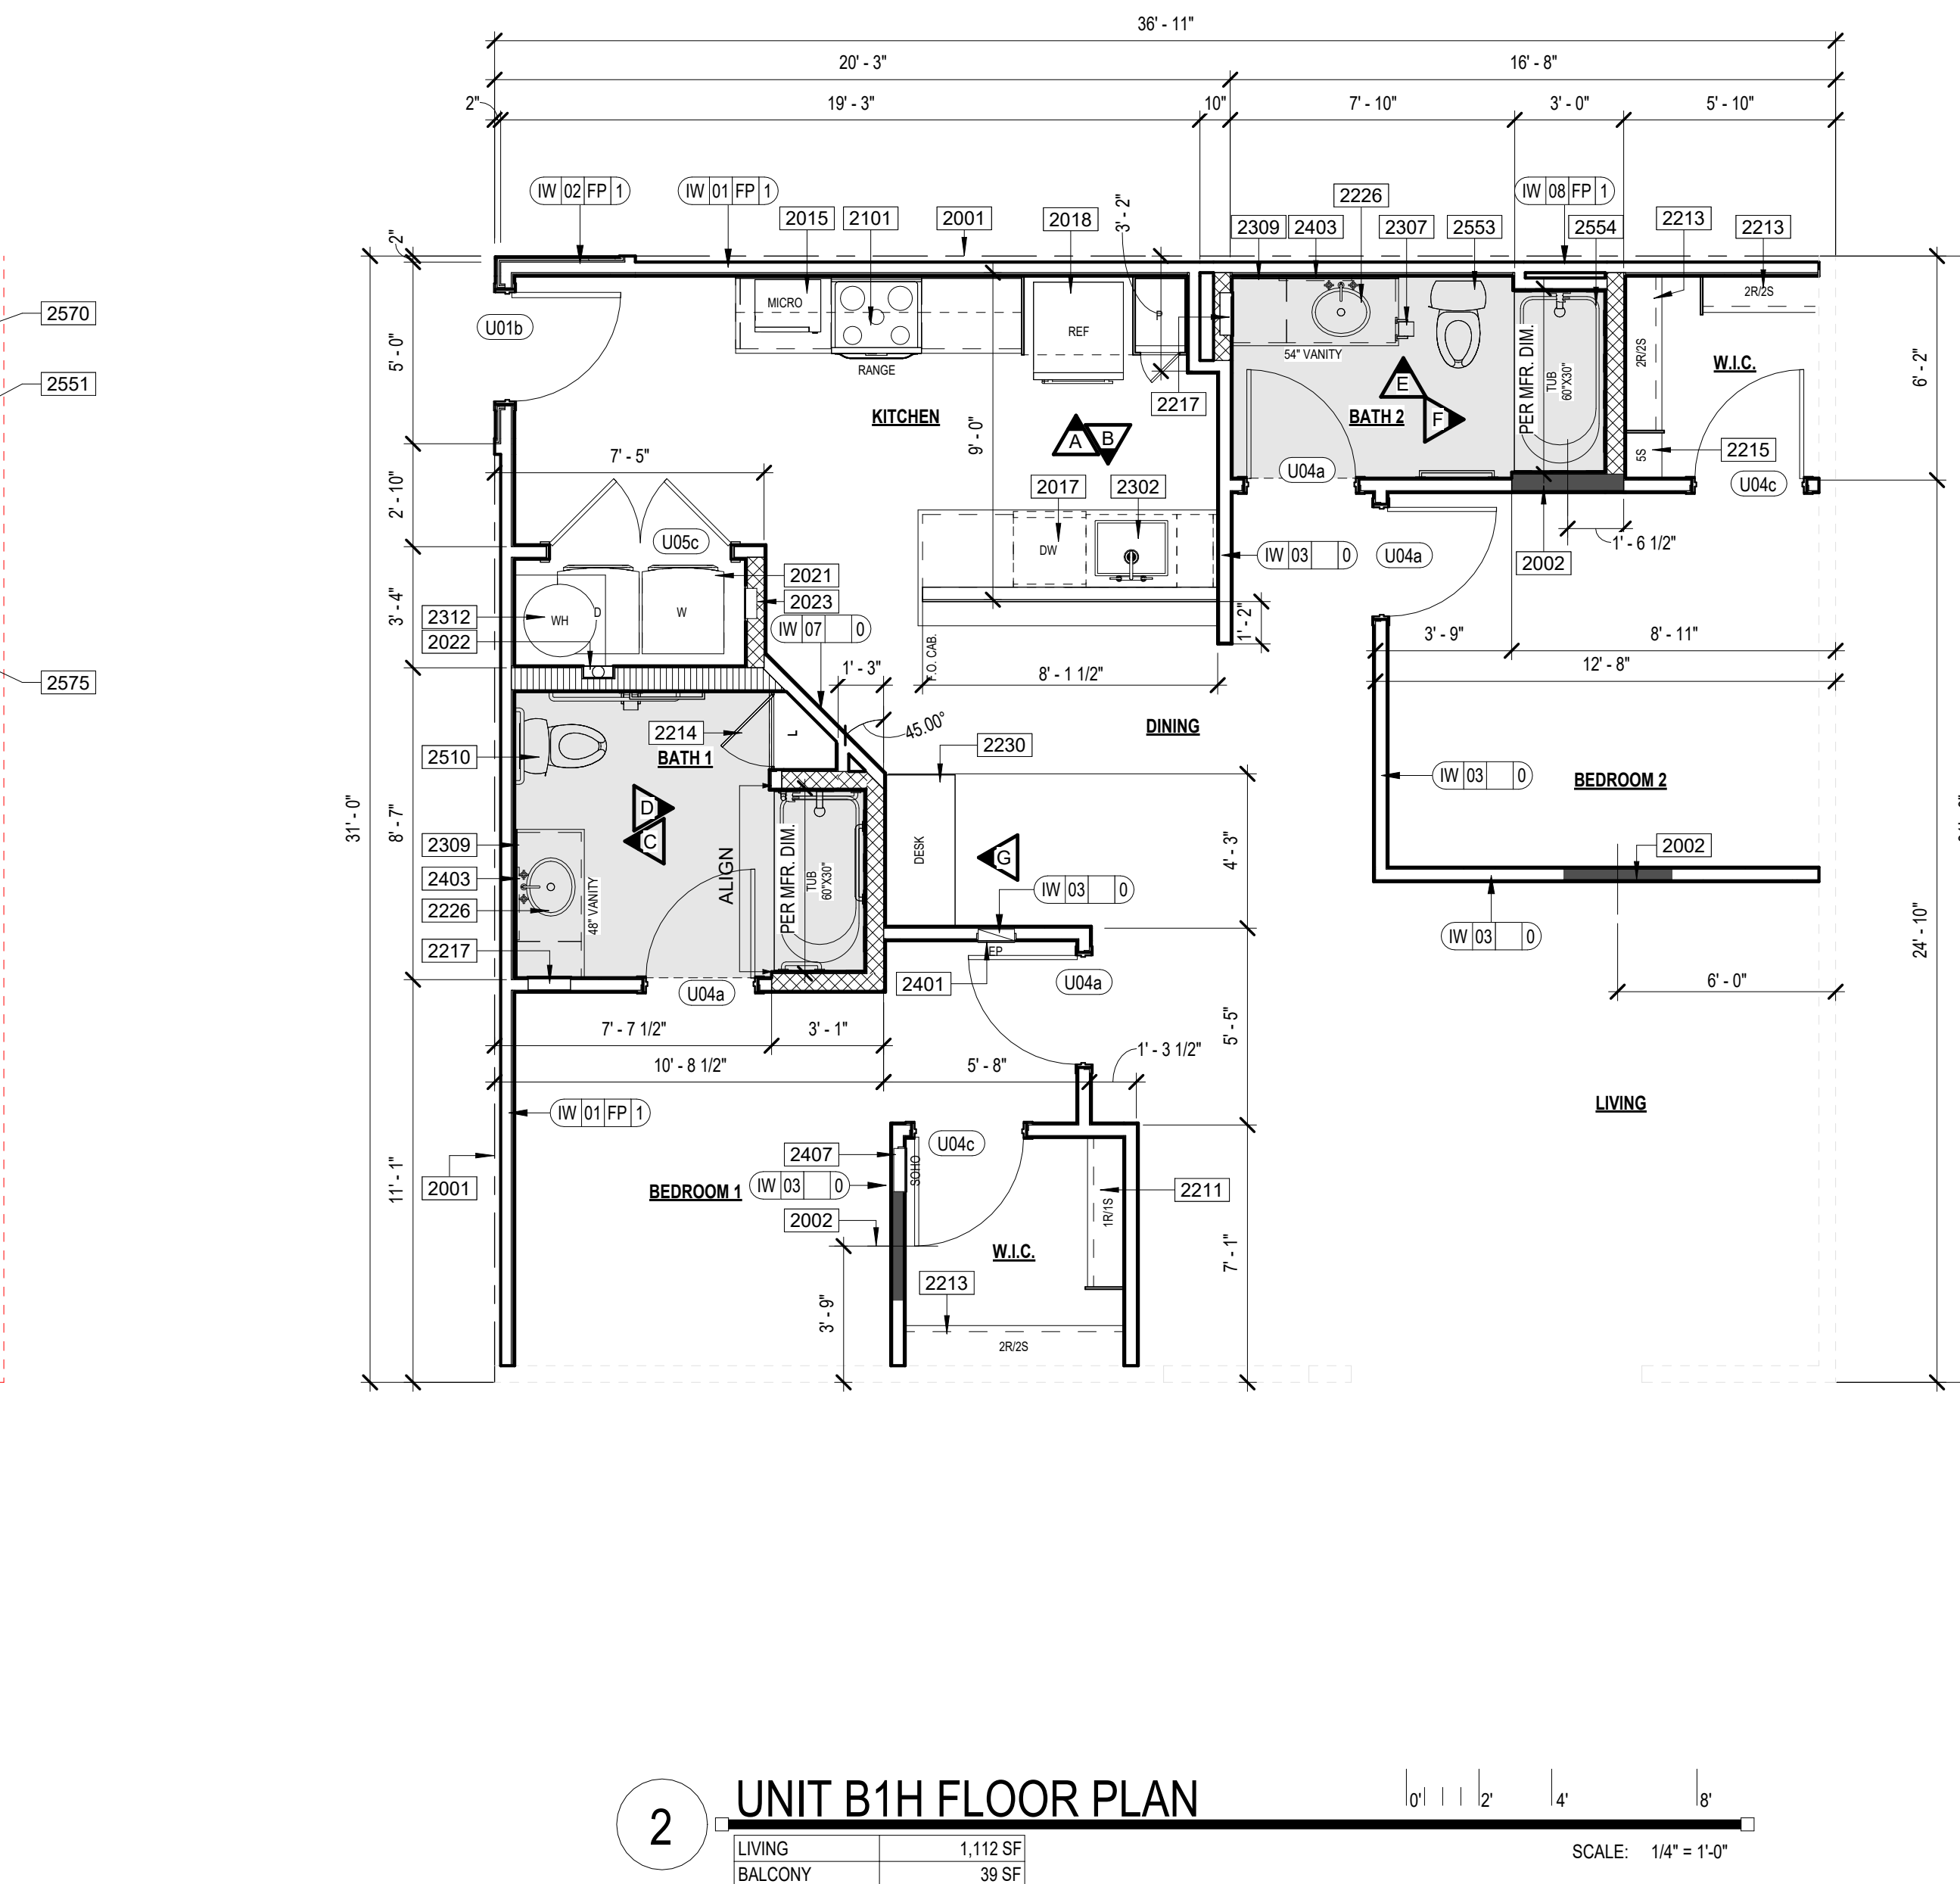 36' - 11"
20' - 3"
16' - 8"
2"
19' - 3"
10"
7' - 10"
3' - 0"
5' - 10"
IW 02 FP 1
IW 01 FP 1
2015
2101
2001
2018
3' - 2"
2309
2403
2226
2307
2553
IW 08 FP 1
2554
2213
2213
2"
2570
2551
2575
U01b
MICRO
RANGE
REF
P
54" VANITY
PER MFR. DIM.
TUB
60"X30"
2R/2S
2R/2S
W.I.C.
5' - 0"
6' - 2"
KITCHEN
2217
BATH 2
E
F
A
B
9' - 0"
7' - 5"
5S
2215
U04a
U04c
2' - 10"
2017
2302
DW
U05c
IW 03 0
U04a
2002
1' - 6 1/2"
2021
2023
IW 07 0
3' - 4"
2312
2022
WH
D
W
1' - 2"
3' - 9"
8' - 11"
12' - 8"
1' - 3"
F.O. CAB.
8' - 1 1/2"
45.00°
DINING
2214
L
BATH 1
2510
2230
IW 03 0
BEDROOM 2
31' - 0"
8' - 7"
D
C
2309
2403
2226
2217
48" VANITY
ALIGN
PER MFR. DIM.
TUB
60"X30"
DESK
G
4' - 3"
2002
IW 03 0
IW 03 0
EP
2401
U04a
U04a
24' - 10"
6' - 0"
7' - 7 1/2"
3' - 1"
10' - 8 1/2"
5' - 8"
1' - 3 1/2"
5' - 5"
IW 01 FP 1
LIVING
11' - 1"
2001
2407
U04c
SOHO
BEDROOM 1
IW 03 0
2002
2211
1R/1S
W.I.C.
7' - 1"
3' - 9"
2213
2R/2S
2
UNIT B1H FLOOR PLAN
0' 2' 4' 8'
LIVING 1,112 SF
SCALE: 1/4" = 1'-0"
BALCONY 39 SF